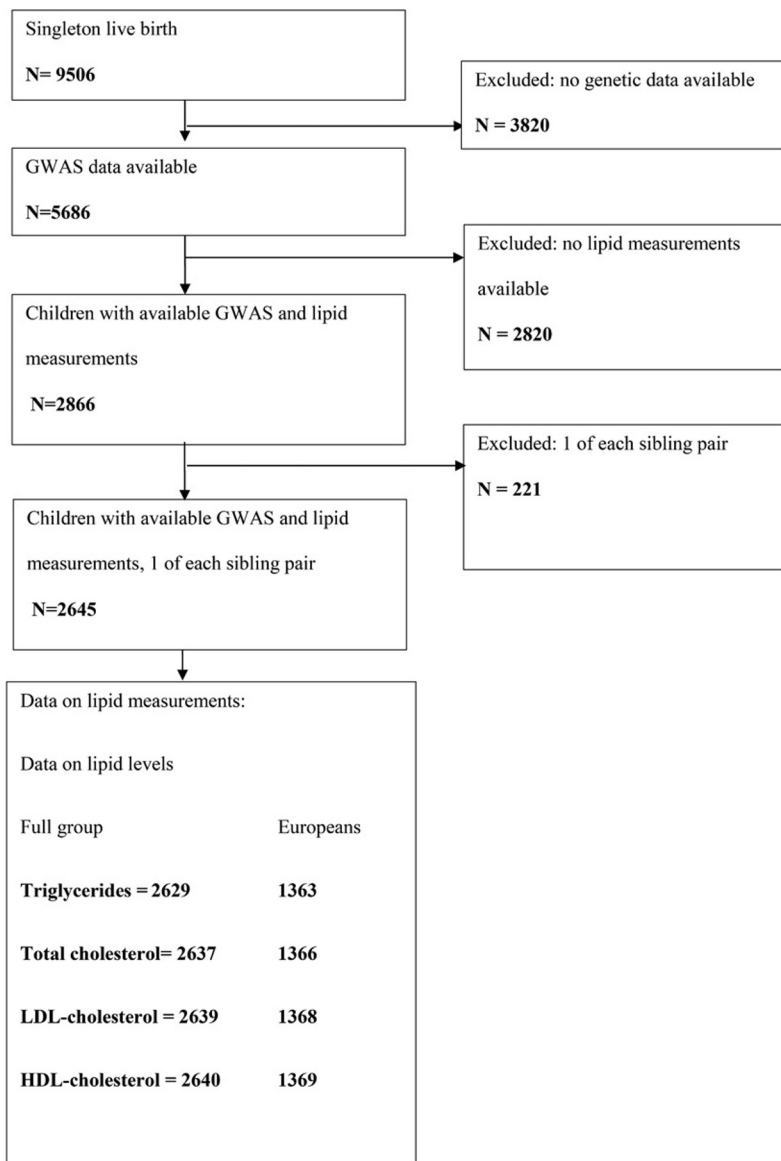 Singleton live birth
N= 9506
Excluded: no genetic data available
N = 3820
GWAS data available
N=5686
Excluded: no lipid measurements
available
N = 2820
Children with available GWAS and lipid
measurements
N=2866
Excluded: 1 of each sibling pair
N = 221
Children with available GWAS and lipid
measurements, 1 of each sibling pair
N=2645
Data on lipid measurements:
Data on lipid levels
Full group Europeans
Triglycerides = 2629 1363
Total cholesterol= 2637 1366
LDL-cholesterol = 2639 1368
HDL-cholesterol = 2640 1369